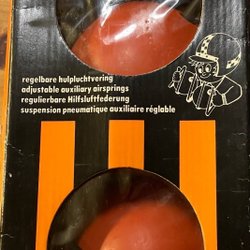 regelbare hulpluchtvering
adjustable auxiliary airsprings
regulierbare Hilfsluftfederung
suspension pneumatique auxiliaire réglable